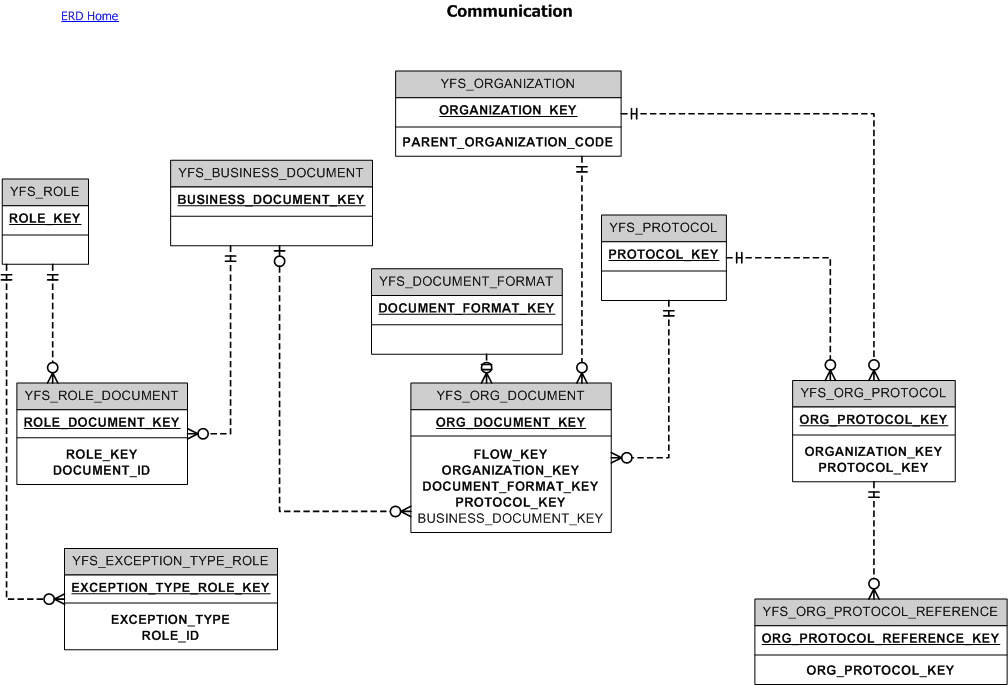 ERD Home
Communication
YFS_ORGANIZATION
ORGANIZATION_KEY
PARENT_ORGANIZATION_CODE
YFS_BUSINESS_DOCUMENT
BUSINESS_DOCUMENT_KEY
YFS_ROLE
ROLE_KEY
YFS_PROTOCOL
PROTOCOL_KEY
YFS_DOCUMENT_FORMAT
DOCUMENT_FORMAT_KEY
YFS_ROLE_DOCUMENT
ROLE_DOCUMENT_KEY
ROLE_KEY
DOCUMENT_ID
YFS_ORG_DOCUMENT
ORG_DOCUMENT_KEY
FLOW_KEY
ORGANIZATION_KEY
DOCUMENT_FORMAT_KEY
PROTOCOL_KEY
BUSINESS_DOCUMENT_KEY
YFS_ORG_PROTOCOL
ORG_PROTOCOL_KEY
ORGANIZATION_KEY
PROTOCOL_KEY
YFS_EXCEPTION_TYPE_ROLE
EXCEPTION_TYPE_ROLE_KEY
EXCEPTION_TYPE
ROLE_ID
YFS_ORG_PROTOCOL_REFERENCE
ORG_PROTOCOL_REFERENCE_KEY
ORG_PROTOCOL_KEY